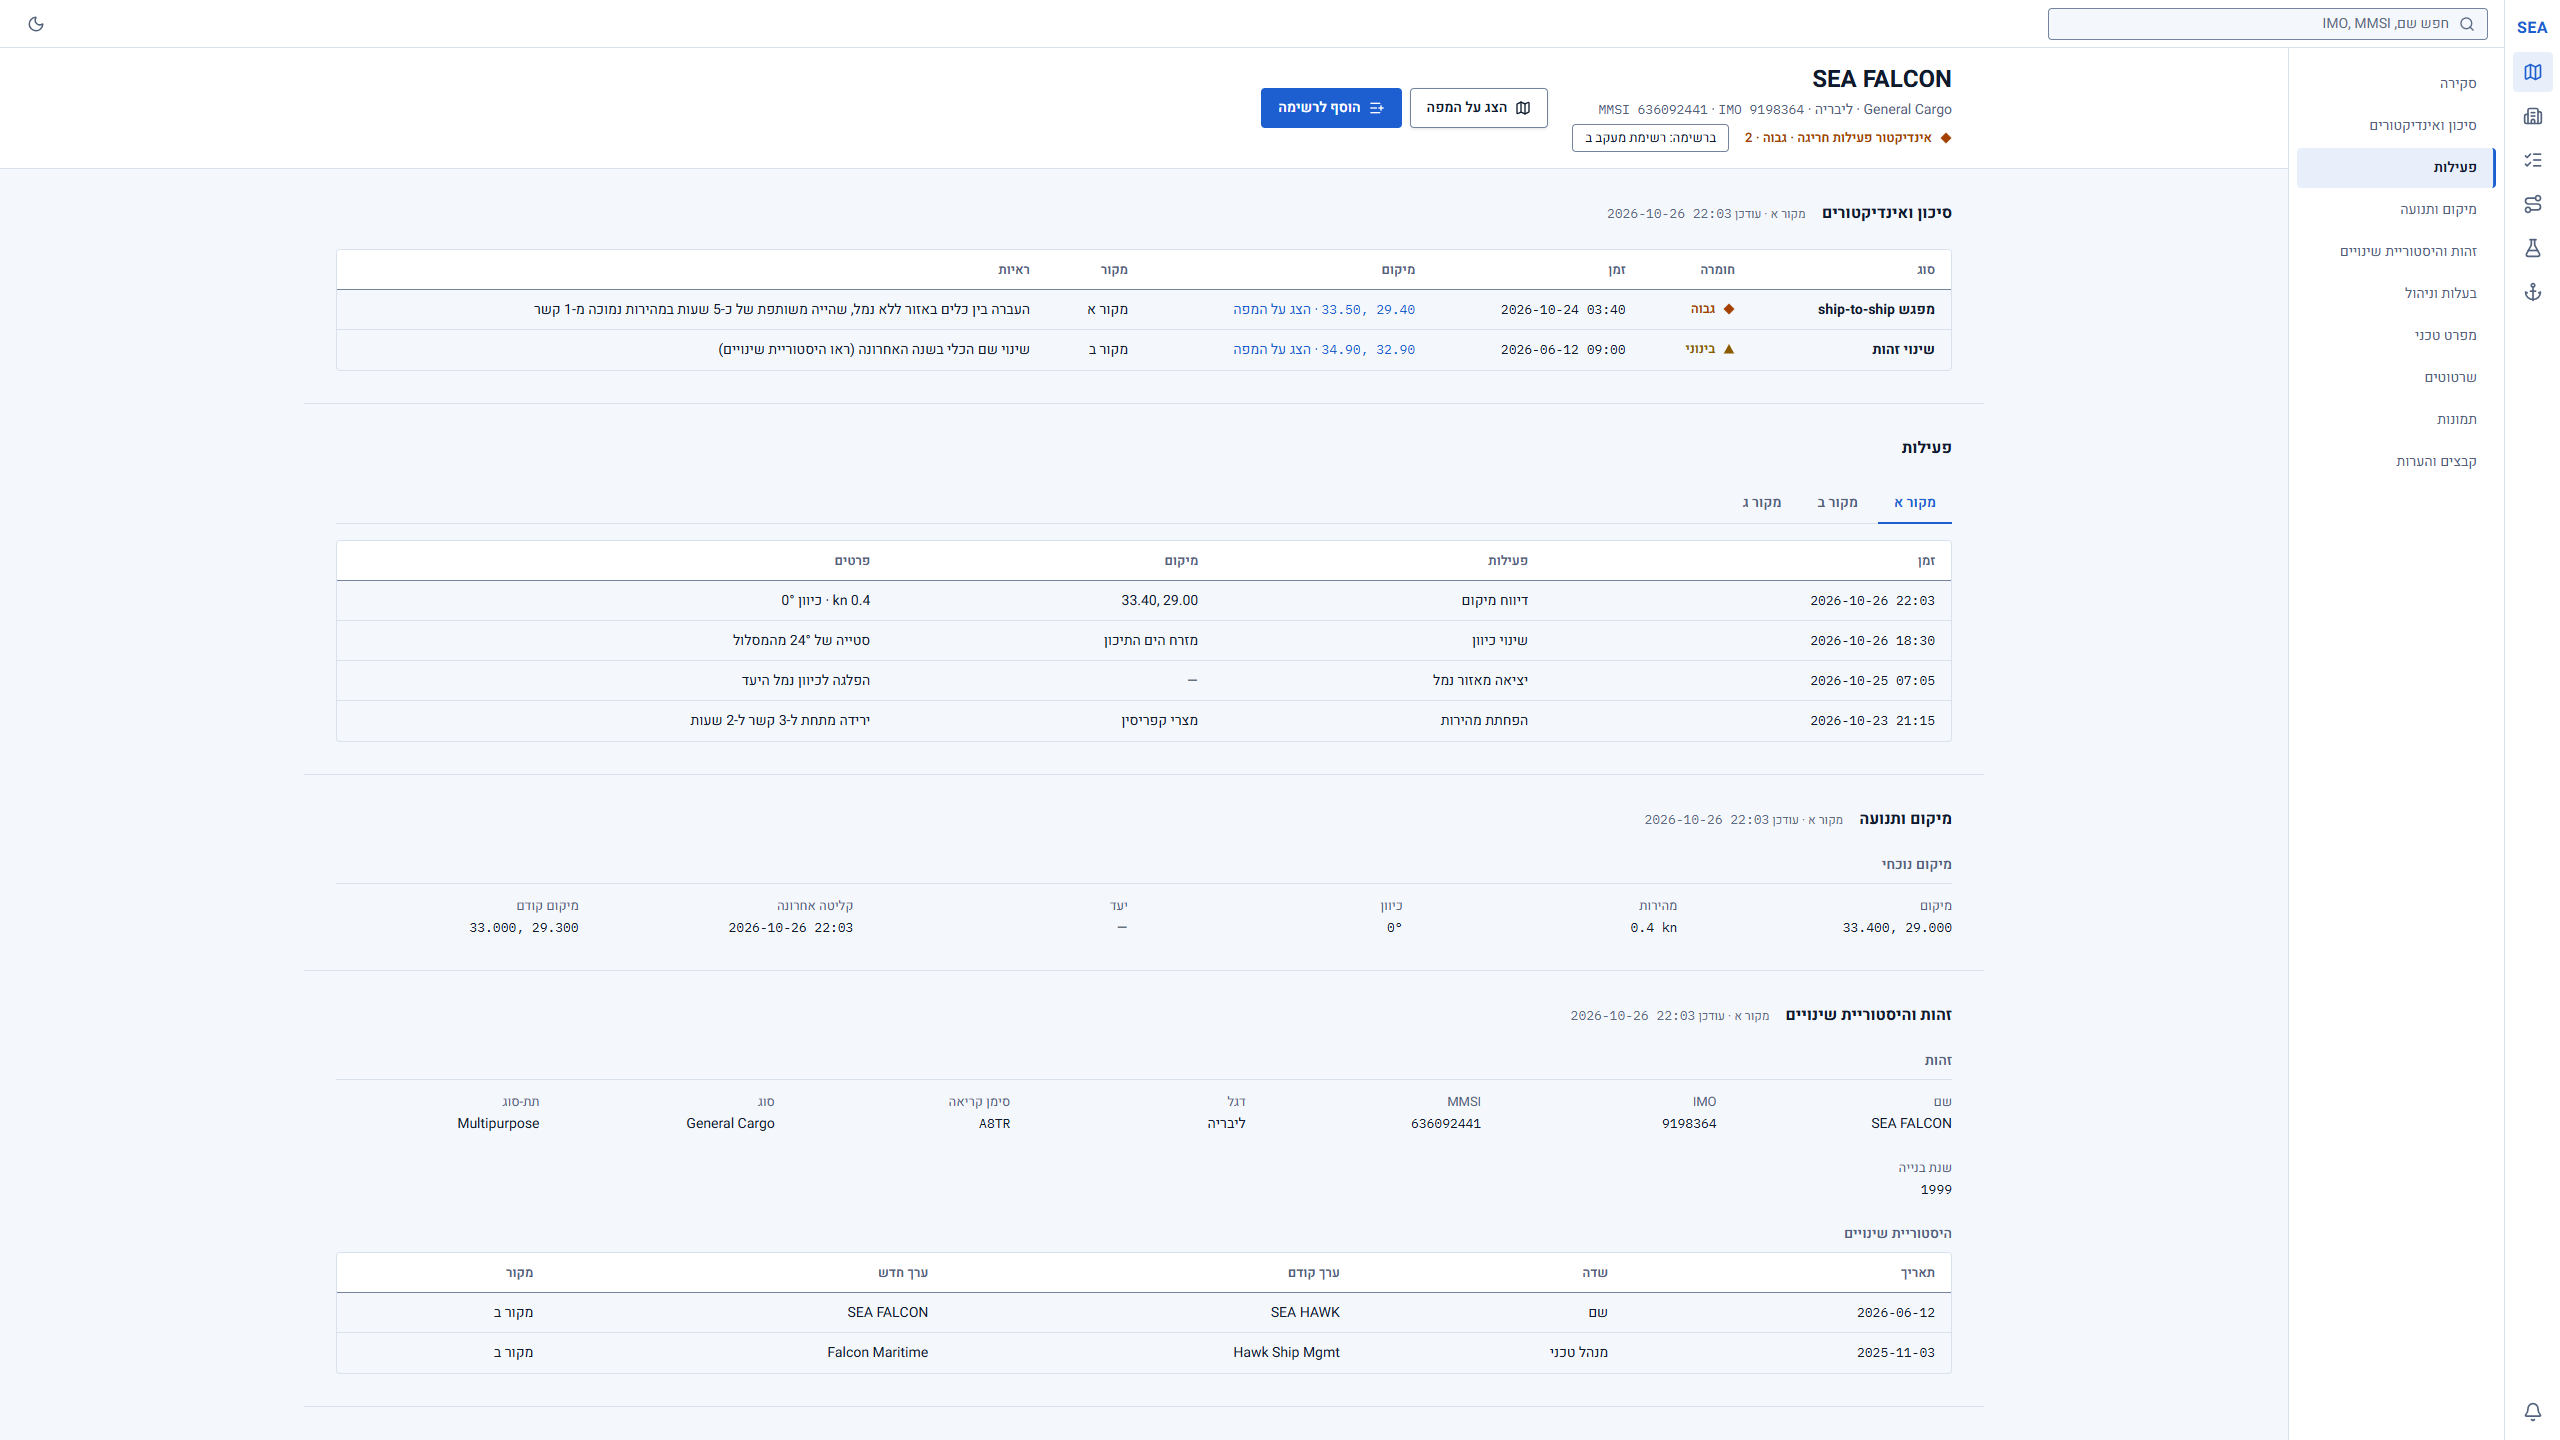 SEA
חפש שם, IMO, MMSI
סקירה
סיכון ואינדיקטורים
פעילות
מיקום ותנועה
זהות והיסטוריית שינויים
בעלות וניהול
מפרט טכני
שרטוטים
תמונות
קבצים והערות
SEA FALCON
General Cargo · ליבריה · IMO 9198364 · MMSI 636092441
אינדיקטור פעילות חריגה · גבוה · 2
ברשימה: רשימת מעקב ב
הצג על המפה
הוסף לרשימה
סיכון ואינדיקטורים מקור א · עודכן 2026-10-26 22:03
סוג חומרה זמן מיקום מקור ראיות
מפגש ship-to-ship גבוה 2026-10-24 03:40 33.50, 29.40 · הצג על המפה מקור א העברה בין כלים באזור ללא נמל, שהייה משותפת של כ-5 שעות במהירות נמוכה מ-1 קשר
שינוי זהות בינוני 2026-06-12 09:00 34.90, 32.90 · הצג על המפה מקור ב שינוי שם הכלי בשנה האחרונה (ראו היסטוריית שינויים)
פעילות
מקור א מקור ב מקור ג
זמן פעילות מיקום פרטים
2026-10-26 22:03 דיווח מיקום 33.40, 29.00 0.4 kn · כיוון 0°
2026-10-26 18:30 שינוי כיוון מזרח הים התיכון סטייה של 24° מהמסלול
2026-10-25 07:05 יציאה מאזור נמל — הפלגה לכיוון נמל היעד
2026-10-23 21:15 הפחתת מהירות מצרי קפריסין ירידה מתחת ל-3 קשר ל-2 שעות
מיקום ותנועה מקור א · עודכן 2026-10-26 22:03
מיקום נוכחי
מיקום מהירות כיוון יעד קליטה אחרונה מיקום קודם
33.400, 29.000 0.4 kn 0° — 2026-10-26 22:03 33.000, 29.300
זהות והיסטוריית שינויים מקור א · עודכן 2026-10-26 22:03
זהות
שם IMO MMSI דגל סימן קריאה סוג תת-סוג
SEA FALCON 9198364 636092441 ליבריה A8TR General Cargo Multipurpose
שנת בנייה
1999
היסטוריית שינויים
תאריך שדה ערך קודם ערך חדש מקור
2026-06-12 שם SEA HAWK SEA FALCON מקור ב
2025-11-03 מנהל טכני Hawk Ship Mgmt Falcon Maritime מקור ב